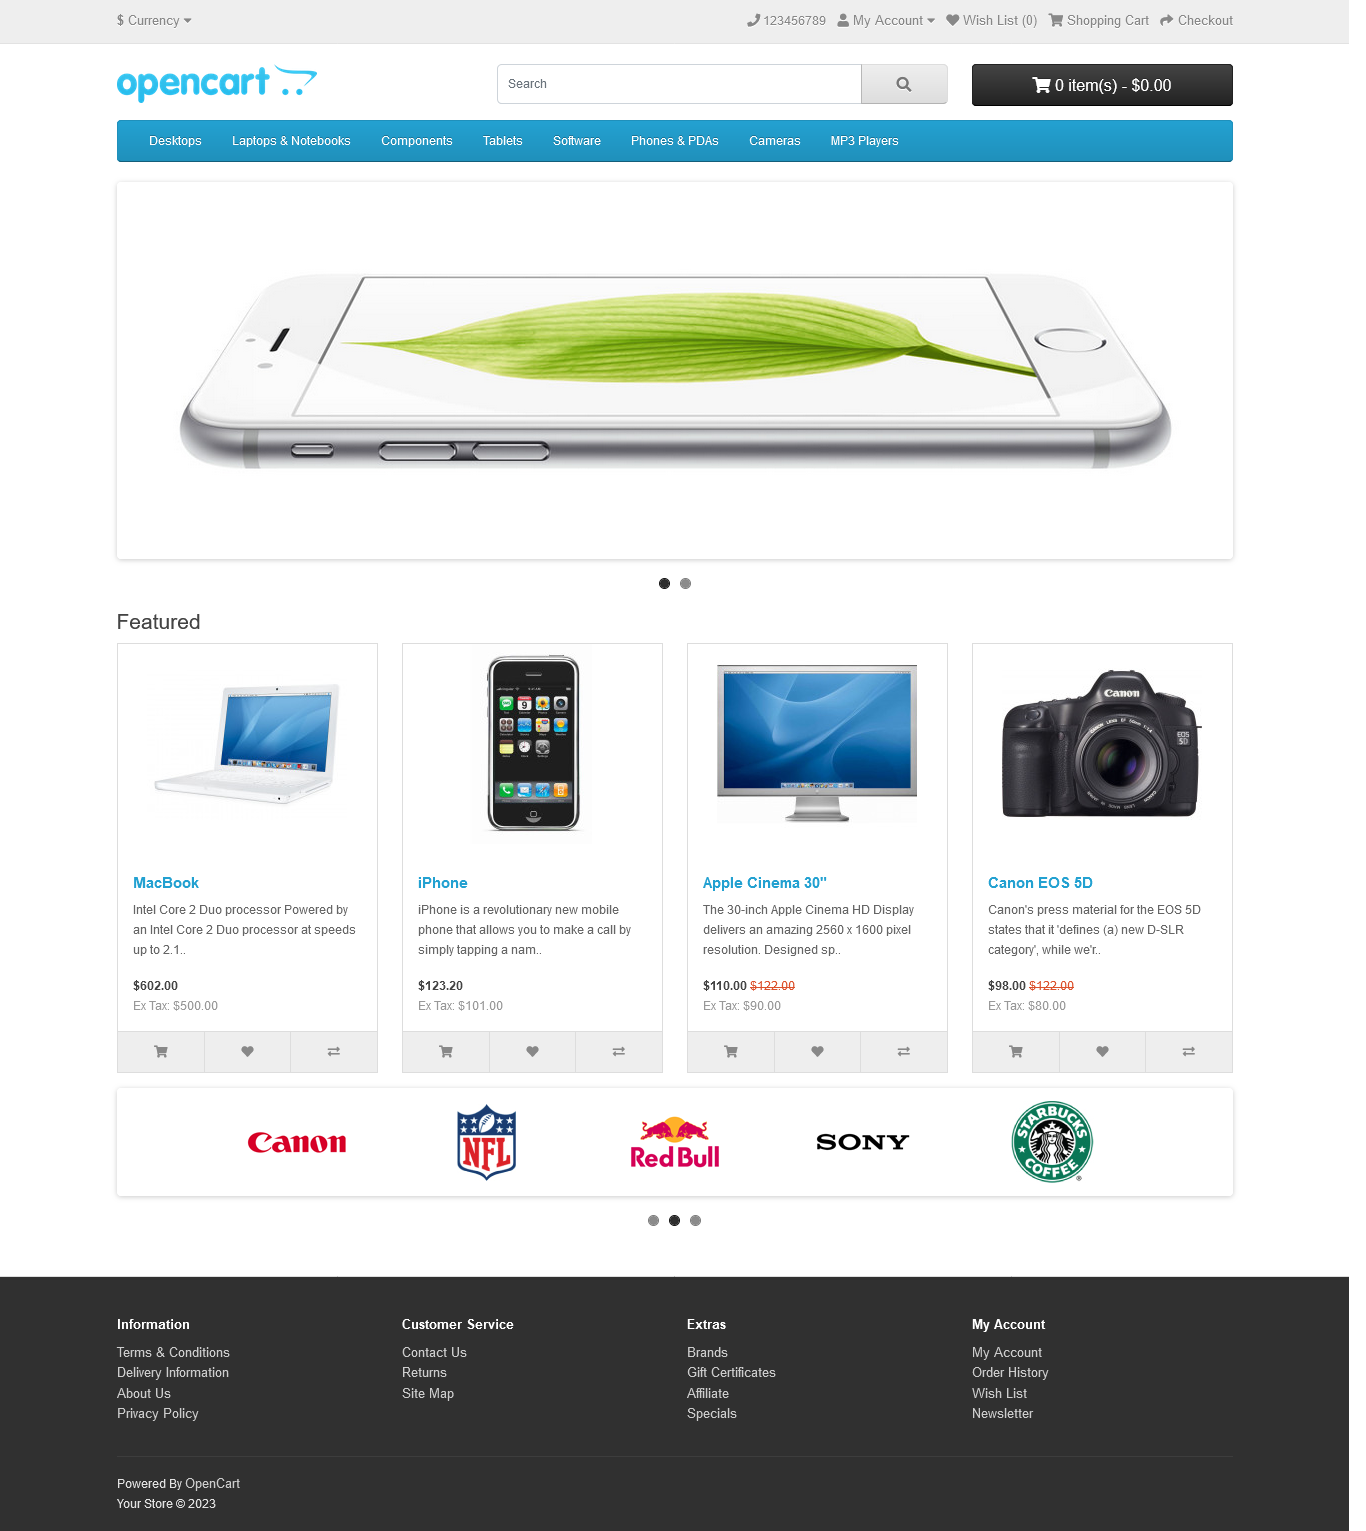 $ Currency
123456789 My Account Wish List (0) Shopping Cart Checkout
opencart
Search
0 item(s) - $0.00
Desktops Laptops & Notebooks Components Tablets Software Phones & PDAs Cameras MP3 Players
Featured
MacBook
Intel Core 2 Duo processor Powered by
an Intel Core 2 Duo processor at speeds
up to 2.1..
$602.00
Ex Tax: $500.00
iPhone
iPhone is a revolutionary new mobile
phone that allows you to make a call by
simply tapping a nam..
$123.20
Ex Tax: $101.00
Apple Cinema 30"
The 30-inch Apple Cinema HD Display
delivers an amazing 2560 x 1600 pixel
resolution. Designed sp..
$110.00 $122.00
Ex Tax: $90.00
Canon
EOS
5D
Canon EOS 5D
Canon's press material for the EOS 5D
states that it 'defines (a) new D-SLR
category', while we'r..
$98.00 $122.00
Ex Tax: $80.00
Canon
NFL
Red Bull
SONY
STARBUCKS
COFFEE
Information
Terms & Conditions
Delivery Information
About Us
Privacy Policy
Customer Service
Contact Us
Returns
Site Map
Extras
Brands
Gift Certificates
Affiliate
Specials
My Account
My Account
Order History
Wish List
Newsletter
Powered By OpenCart
Your Store © 2023